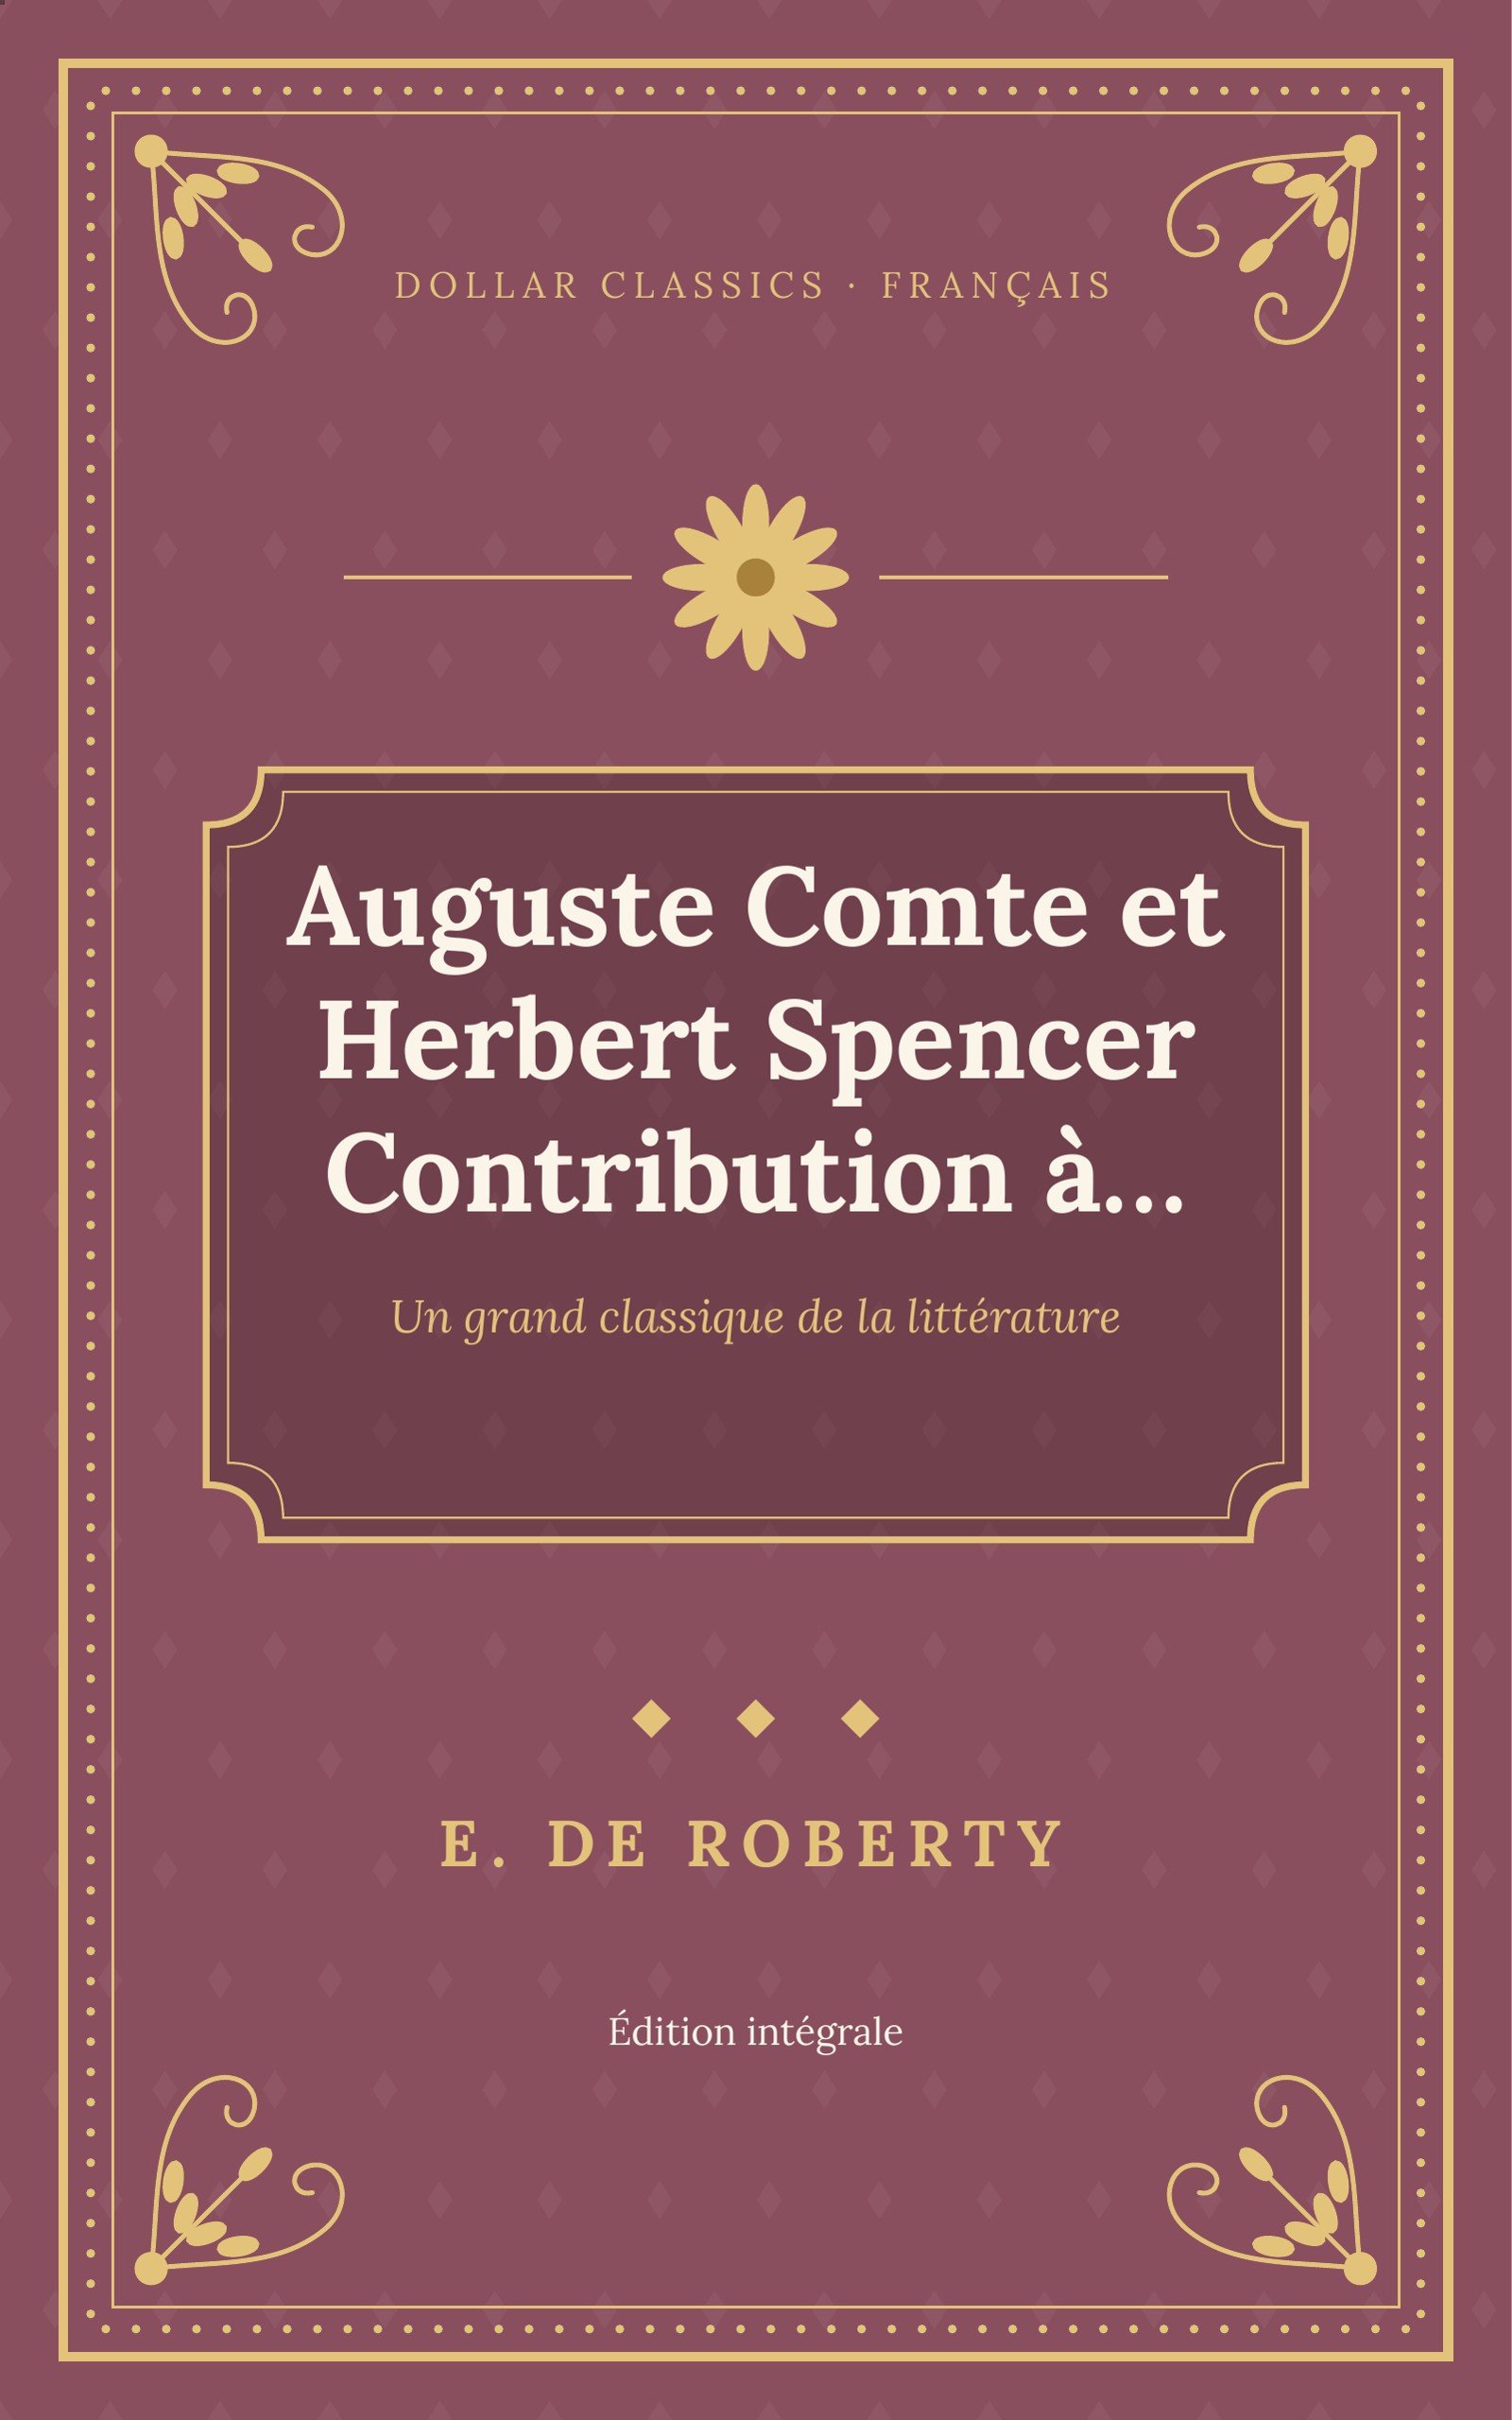 DOLLAR CLASSICS · FRANÇAIS
Auguste Comte et
Herbert Spencer
Contribution à...
Un grand classique de la littérature
E. DE ROBERTY
Édition intégrale